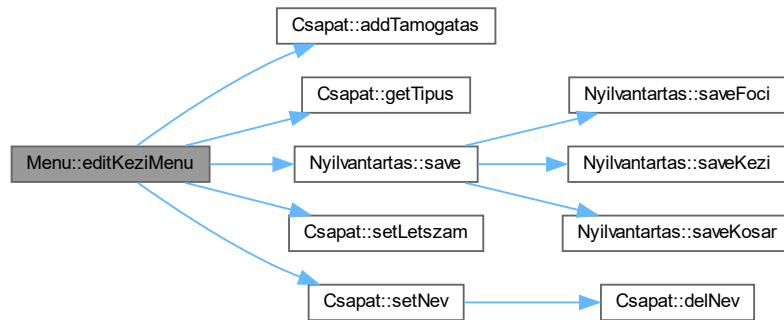 Csapat::addTamogatas
Csapat::getTipus
Nyilvantartas::saveFoci
Menu::editKeziMenu
Nyilvantartas::save
Nyilvantartas::saveKezi
Csapat::setLetszam
Nyilvantartas::saveKosar
Csapat::setNev
Csapat::delNev